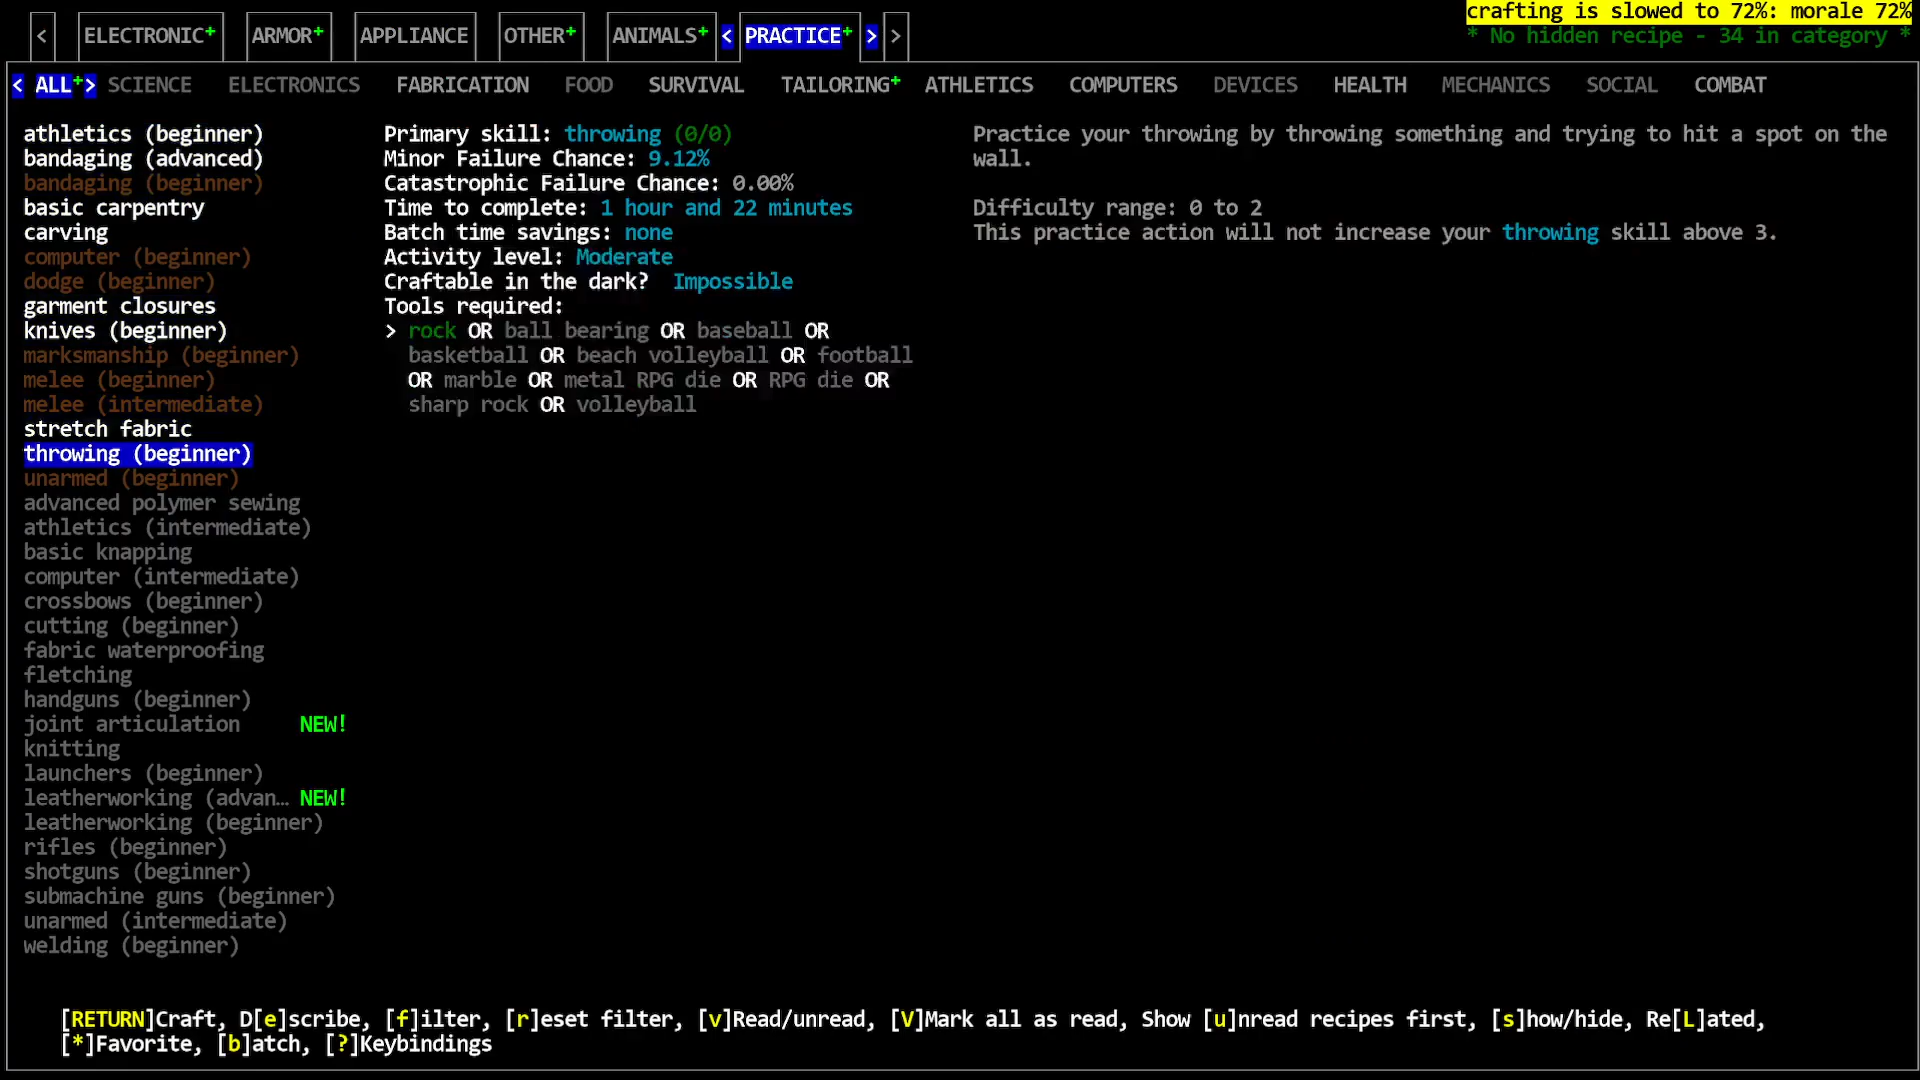 crafting is slowed to 72%: morale 72%
< ELECTRONIC+ ARMOR+ APPLIANCE OTHER+ ANIMALS+ < PRACTICE+ > >
* No hidden recipe - 34 in category *
< ALL+> SCIENCE ELECTRONICS FABRICATION FOOD SURVIVAL TAILORING+ ATHLETICS COMPUTERS DEVICES HEALTH MECHANICS SOCIAL COMBAT
athletics (beginner)
bandaging (advanced)
bandaging (beginner)
basic carpentry
carving
computer (beginner)
dodge (beginner)
garment closures
knives (beginner)
marksmanship (beginner)
melee (beginner)
melee (intermediate)
stretch fabric
throwing (beginner)
unarmed (beginner)
advanced polymer sewing
athletics (intermediate)
basic knapping
computer (intermediate)
crossbows (beginner)
cutting (beginner)
fabric waterproofing
fletching
handguns (beginner)
joint articulation NEW!
knitting
launchers (beginner)
leatherworking (advan… NEW!
leatherworking (beginner)
rifles (beginner)
shotguns (beginner)
submachine guns (beginner)
unarmed (intermediate)
welding (beginner)
Primary skill: throwing (0/0)
Minor Failure Chance: 9.12%
Catastrophic Failure Chance: 0.00%
Time to complete: 1 hour and 22 minutes
Batch time savings: none
Activity level: Moderate
Craftable in the dark? Impossible
Tools required:
> rock OR ball bearing OR baseball OR
basketball OR beach volleyball OR football
OR marble OR metal RPG die OR RPG die OR
sharp rock OR volleyball
Practice your throwing by throwing something and trying to hit a spot on the
wall.
Difficulty range: 0 to 2
This practice action will not increase your throwing skill above 3.
[RETURN]Craft, D[e]scribe, [f]ilter, [r]eset filter, [v]Read/unread, [V]Mark all as read, Show [u]nread recipes first, [s]how/hide, Re[L]ated,
[*]Favorite, [b]atch, [?]Keybindings